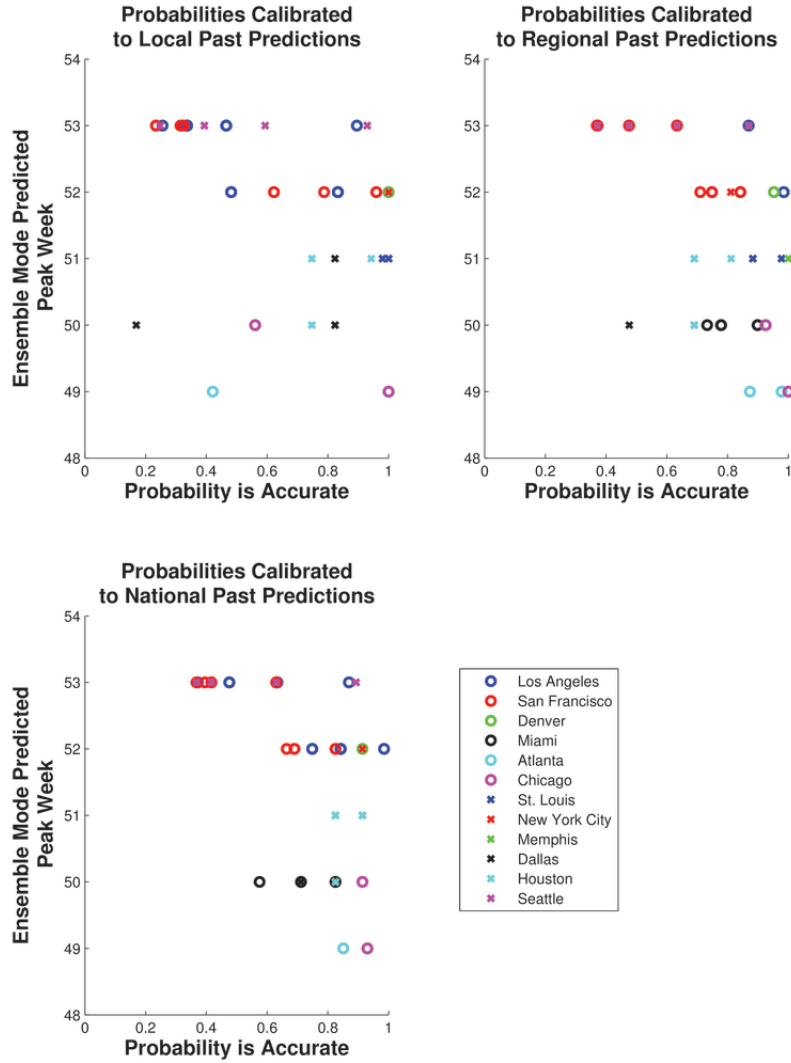 Probabilities Calibrated
to Local Past Predictions
54
53
52
51
50
49
48
0
0.2
0.4
0.6
0.8
1
Ensemble Mode Predicted
Peak Week
Probability is Accurate
Probabilities Calibrated
to Regional Past Predictions
54
53
52
51
50
49
48
0
0.2
0.4
0.6
0.8
1
Probability is Accurate
Probabilities Calibrated
to National Past Predictions
54
53
52
51
50
49
48
0
0.2
0.4
0.6
0.8
1
Ensemble Mode Predicted
Peak Week
Probability is Accurate
Los Angeles
San Francisco
Denver
Miami
Atlanta
Chicago
St. Louis
New York City
Memphis
Dallas
Houston
Seattle